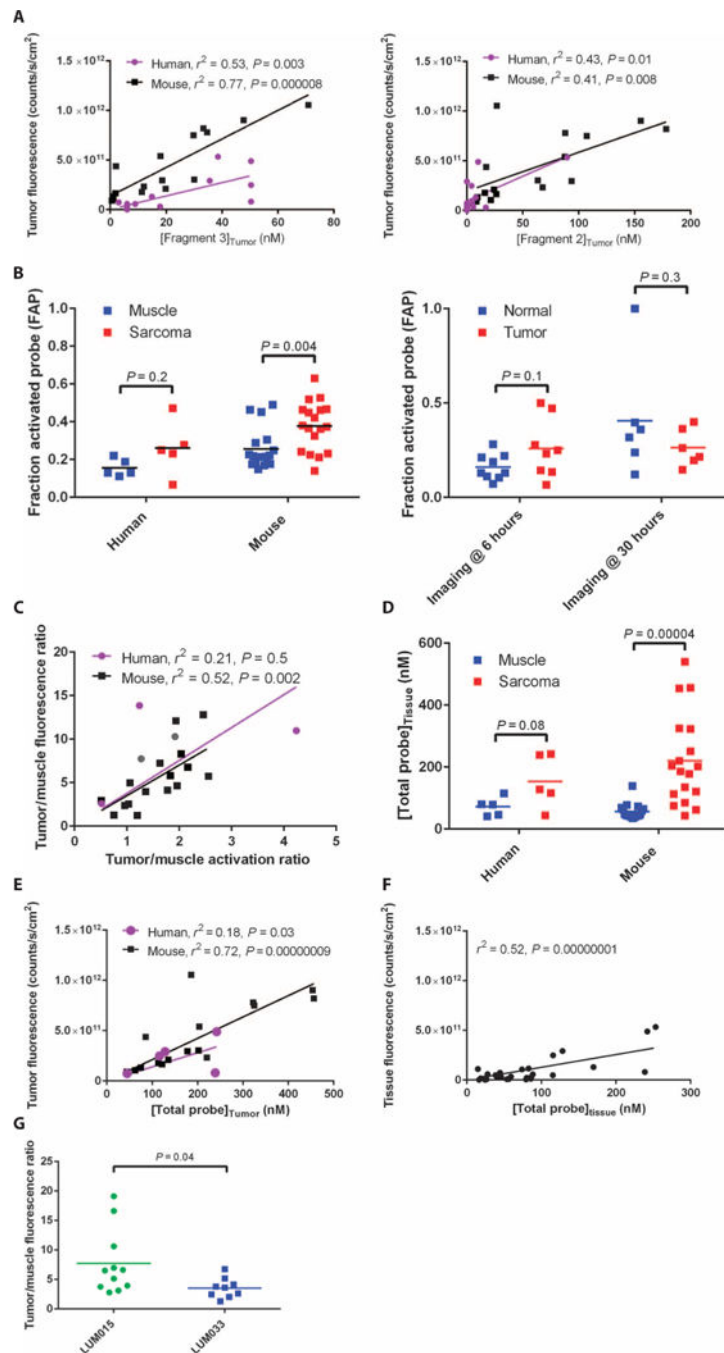 A
Tumor fluorescence (counts/s/cm²)
1.5 ×10¹²
1.0 ×10¹²
5.0 ×10¹¹
0
Human, r² = 0.53, P = 0.003
Mouse, r² = 0.77, P = 0.000008
0 20 40 60 80
[Fragment 3]Tumor (nM)
Tumor fluorescence (counts/s/cm²)
1.5 ×10¹²
1.0 ×10¹²
5.0 ×10¹¹
0
Human, r² = 0.43, P = 0.01
Mouse, r² = 0.41, P = 0.008
0 50 100 150 200
[Fragment 2]Tumor (nM)
B
Fraction activated probe (FAP)
1.0
0.8
0.6
0.4
0.2
0.0
Muscle
Sarcoma
P = 0.2
P = 0.004
Human
Mouse
Fraction activated probe (FAP)
1.0
0.5
0.0
Normal
Tumor
P = 0.3
P = 0.1
Imaging @ 6 hours
Imaging @ 30 hours
C
Tumor/muscle fluorescence ratio
20
15
10
5
0
Human, r² = 0.21, P = 0.5
Mouse, r² = 0.52, P = 0.002
0 1 2 3 4 5
Tumor/muscle activation ratio
D
[Total probe]Tissue (nM)
600
400
200
0
Muscle
Sarcoma
P = 0.00004
P = 0.08
Human
Mouse
E
Tumor fluorescence (counts/s/cm²)
1.5 ×10¹²
1.0 ×10¹²
5.0 ×10¹¹
0
Human, r² = 0.18, P = 0.03
Mouse, r² = 0.72, P = 0.00000009
0 100 200 300 400 500
[Total probe]Tumor (nM)
F
Tissue fluorescence (counts/s/cm²)
1.5 ×10¹²
1.0 ×10¹²
5.0 ×10¹¹
0
r² = 0.52, P = 0.00000001
0 100 200 300
[Total probe]tissue (nM)
G
Tumor/muscle fluorescence ratio
25
20
15
10
5
0
P = 0.04
LUM015
LUM033